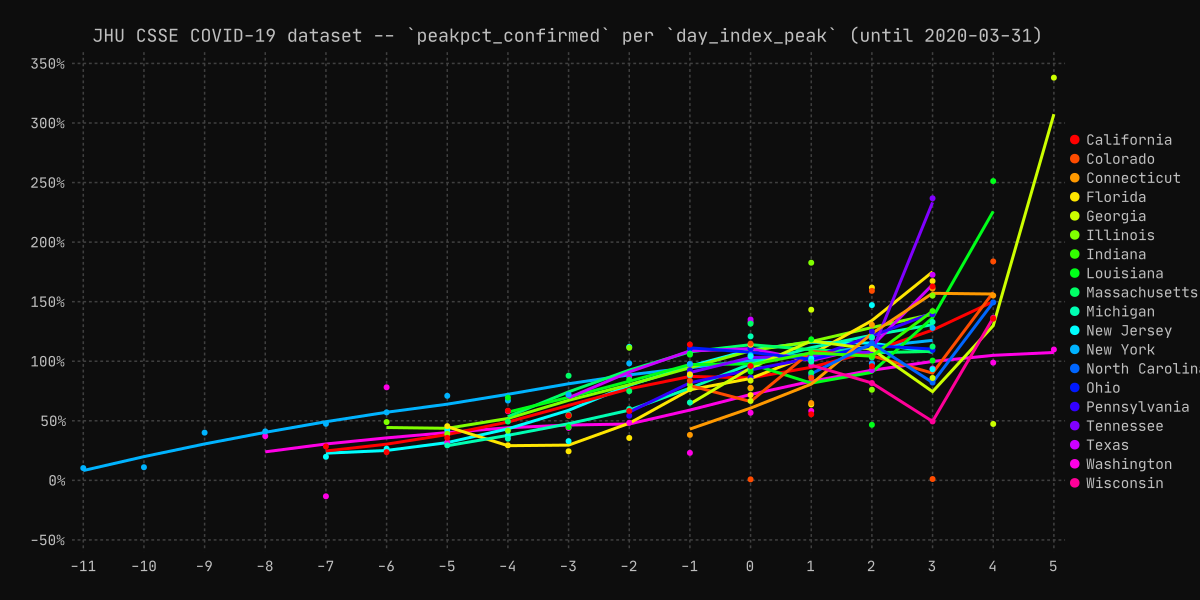 JHU CSSE COVID-19 dataset -- `peakpct_confirmed` per `day_index_peak` (until 2020-03-31)
350%
300%
250%
200%
150%
100%
50%
0%
-50%
-11 -10 -9 -8 -7 -6 -5 -4 -3 -2 -1 0 1 2 3 4 5
California
Colorado
Connecticut
Florida
Georgia
Illinois
Indiana
Louisiana
Massachusetts
Michigan
New Jersey
New York
North Carolina
Ohio
Pennsylvania
Tennessee
Texas
Washington
Wisconsin